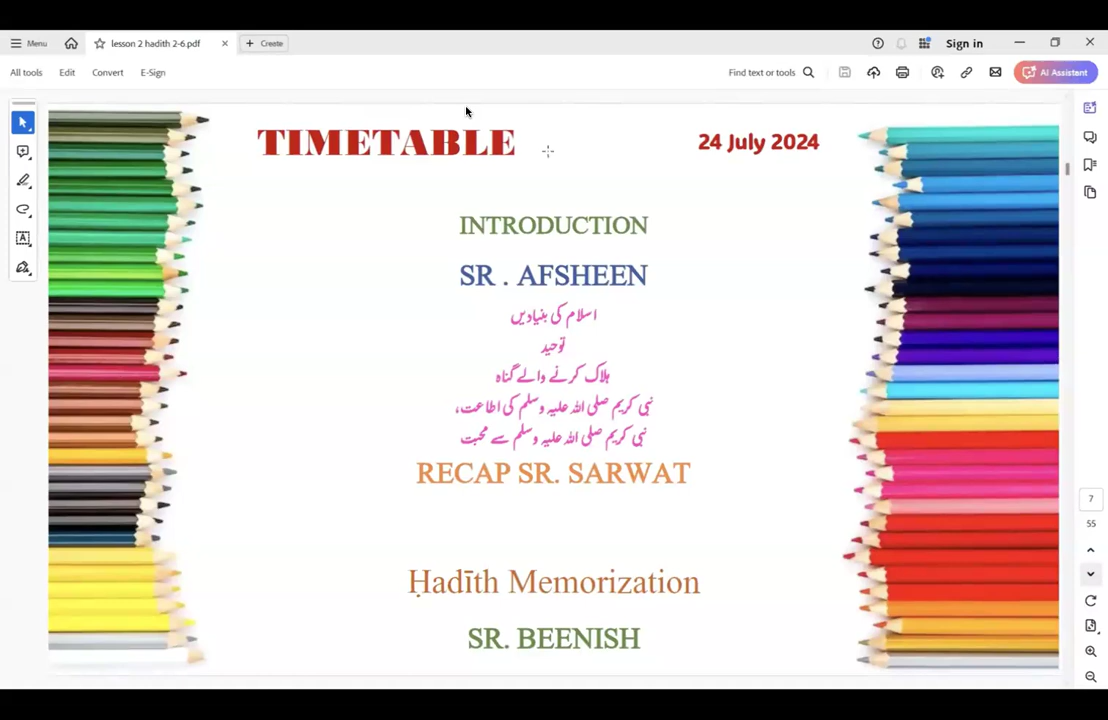 Menu
lesson 2 hadith 2-6.pdf
Create
Sign in
All tools
Edit
Convert
E-Sign
Find text or tools
AI Assistant
TIMETABLE
24 July 2024
INTRODUCTION
SR . AFSHEEN
اسلام کی بنیادیں
توحید
ہلاک کرنے والے گناہ
نبی کریم صلی اللہ علیہ وسلم کی اطاعت،
نبی کریم صلی اللہ علیہ وسلم سے محبت
RECAP SR. SARWAT
7
55
Ḥadīth Memorization
SR. BEENISH